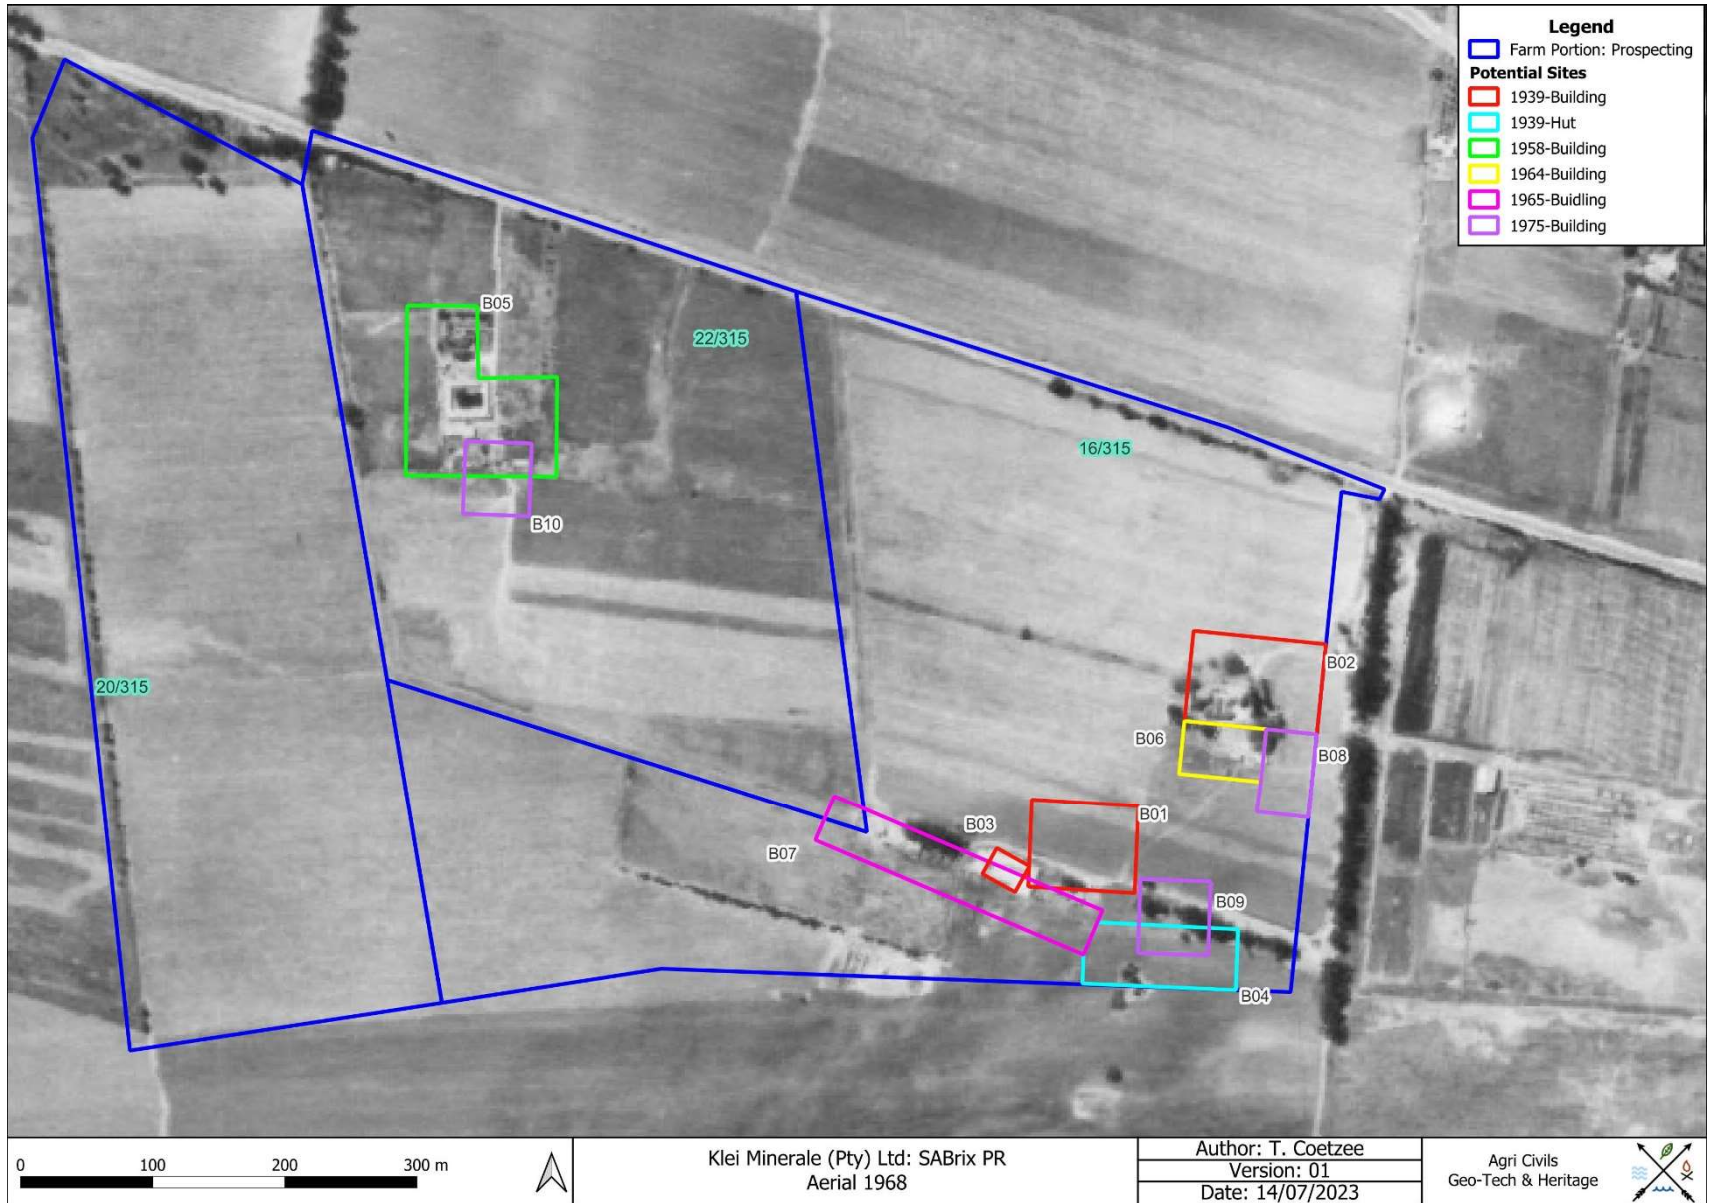 Legend
Farm Portion: Prospecting
Potential Sites
1939-Building
1939-Hut
1958-Building
1964-Building
1965-Buidling
1975-Building
B05
22/315
16/315
B10
B02
20/315
B06
B08
B01
B03
B07
B09
B04
0 100 200 300 m
Klei Minerale (Pty) Ltd: SABrix PR
Aerial 1968
Author: T. Coetzee
Version: 01
Date: 14/07/2023
Agri Civils
Geo-Tech & Heritage